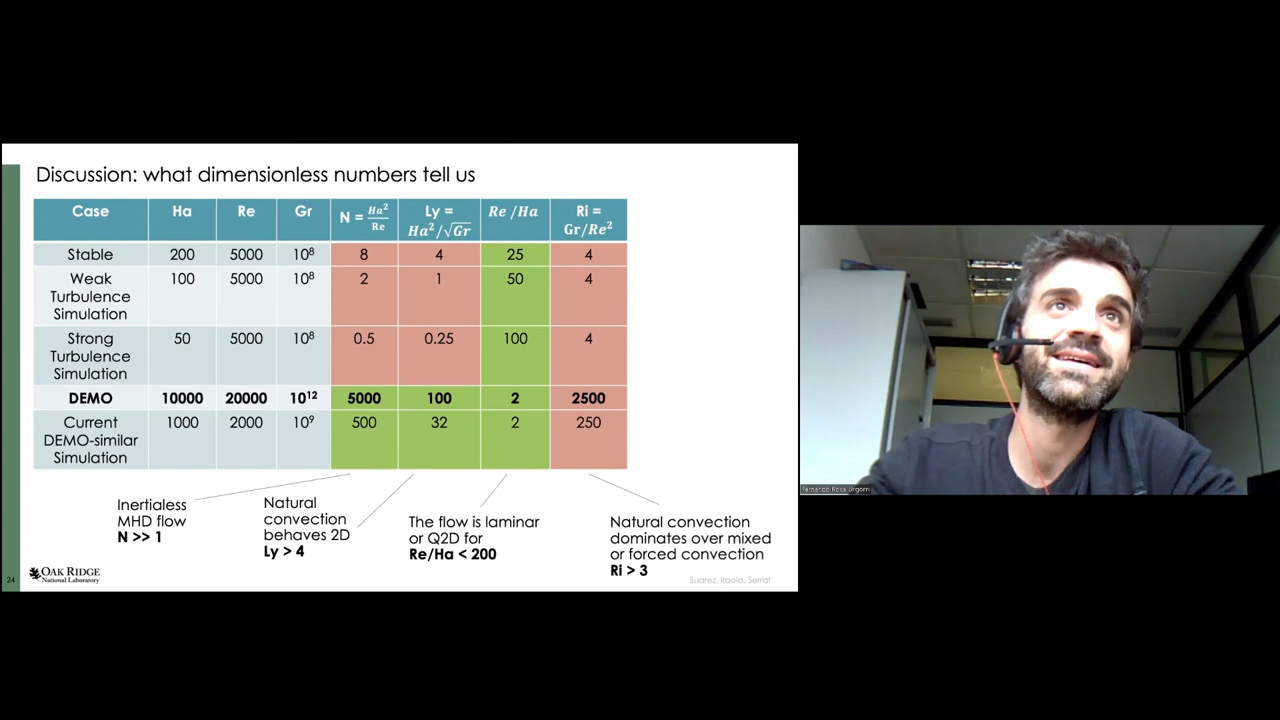 Discussion: what dimensionless numbers tell us
Case Ha Re Gr N = Ha²/Re Ly = Ha²/√Gr Re/Ha Ri = Gr/Re²
Stable 200 5000 10⁸ 8 4 25 4
Weak Turbulence Simulation 100 5000 10⁸ 2 1 50 4
Strong Turbulence Simulation 50 5000 10⁸ 0.5 0.25 100 4
DEMO 10000 20000 10¹² 5000 100 2 2500
Current DEMO-similar Simulation 1000 2000 10⁹ 500 32 2 250
Inertialess
MHD flow
N >> 1
Natural
convection
behaves 2D
Ly > 4
The flow is laminar
or Q2D for
Re/Ha < 200
Natural convection
dominates over mixed
or forced convection
Ri > 3
24
OAK RIDGE
National Laboratory
Suarez, Iraola, Serrat
Fernando Roca Urgorri